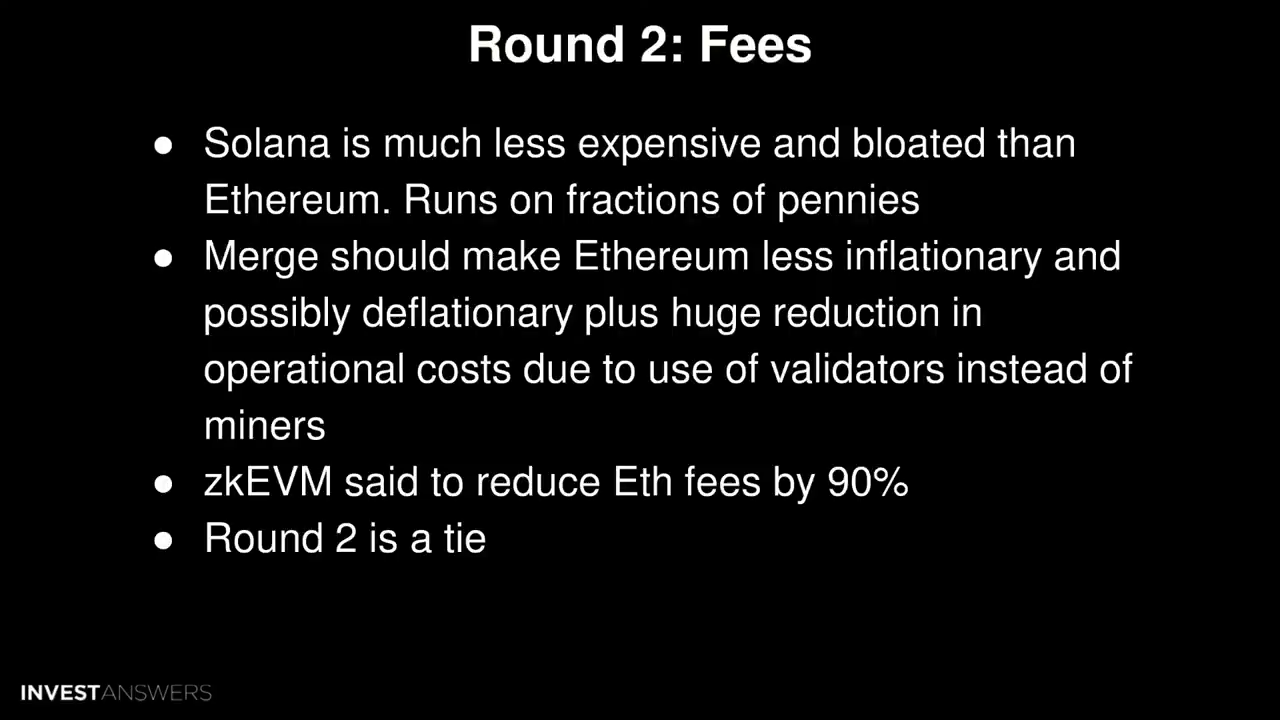 Round 2: Fees
● Solana is much less expensive and bloated than
Ethereum. Runs on fractions of pennies
● Merge should make Ethereum less inflationary and
possibly deflationary plus huge reduction in
operational costs due to use of validators instead of
miners
● zkEVM said to reduce Eth fees by 90%
● Round 2 is a tie
INVESTANSWERS